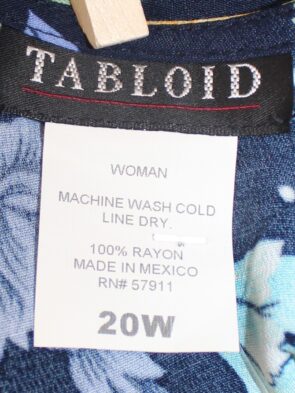 TABLOID
WOMAN
MACHINE WASH COLD
LINE DRY.
100% RAYON
MADE IN MEXICO
RN# 57911
20W